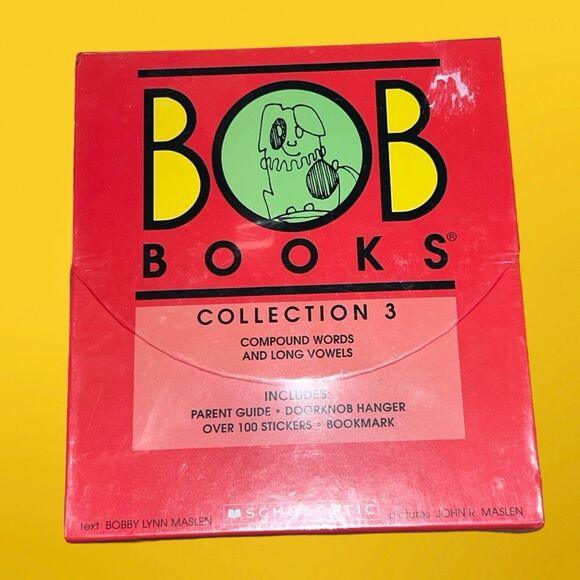 BOB
BOOKS®
COLLECTION 3
COMPOUND WORDS
AND LONG VOWELS
INCLUDES:
PARENT GUIDE • DOORKNOB HANGER
OVER 100 STICKERS • BOOKMARK
text BOBBY LYNN MASLEN SCHOLASTIC pictures JOHN R. MASLEN